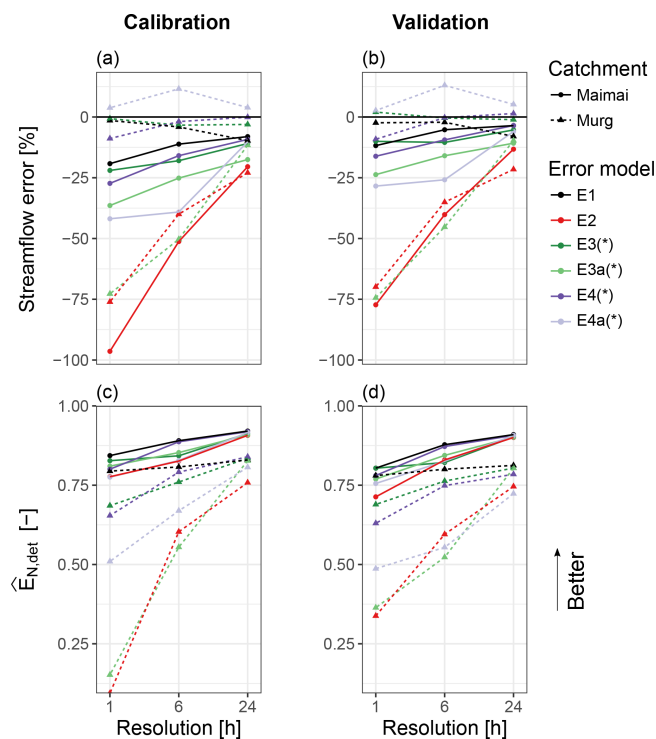 Calibration
Validation
(a)
(b)
Streamflow error [%]
0
−25
−50
−75
−100
0
−25
−50
−75
−100
Catchment
Maimai
Murg
Error model
E1
E2
E3(*)
E3a(*)
E4(*)
E4a(*)
(c)
(d)
ÊN,det [−]
1.00
0.75
0.50
0.25
1.00
0.75
0.50
0.25
Better
1 6 24
1 6 24
Resolution [h]
Resolution [h]